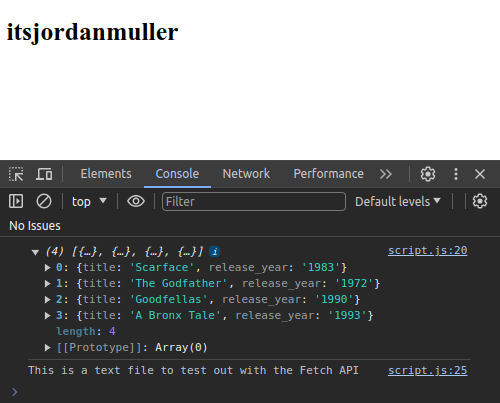 itsjordanmuller
Elements Console Network Performance
top Filter Default levels
No Issues
(4) [{…}, {…}, {…}, {…}] i script.js:20
0: {title: 'Scarface', release_year: '1983'}
1: {title: 'The Godfather', release_year: '1972'}
2: {title: 'Goodfellas', release_year: '1990'}
3: {title: 'A Bronx Tale', release_year: '1993'}
length: 4
[[Prototype]]: Array(0)
This is a text file to test out with the Fetch API script.js:25